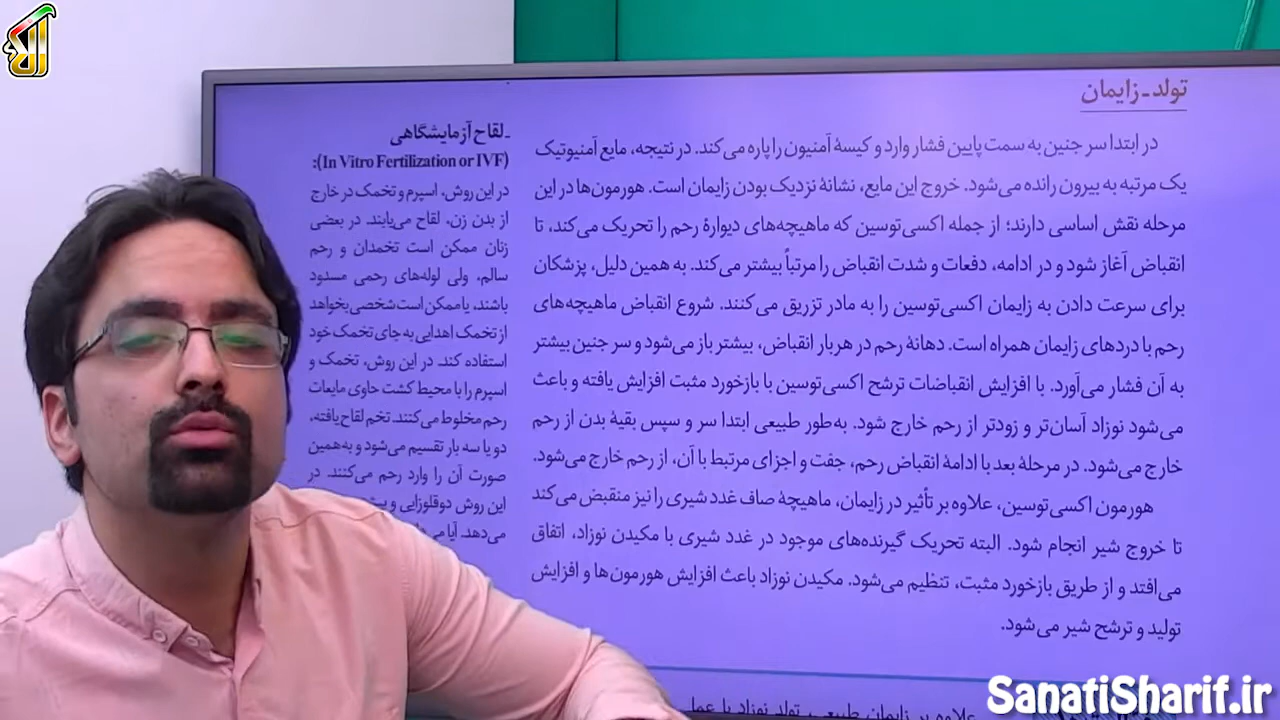 تولد ـ زایمان
در ابتدا سر جنین به سمت پایین فشار وارد و کیسهٔ آمنیون را پاره می‌کند. در نتیجه، مایع آمنیوتیک
یک مرتبه به بیرون رانده می‌شود. خروج این مایع، نشانهٔ نزدیک بودن زایمان است. هورمون‌ها در این
مرحله نقش اساسی دارند؛ از جمله اکسی‌توسین که ماهیچه‌های دیوارهٔ رحم را تحریک می‌کند، تا
انقباض آغاز شود و در ادامه، دفعات و شدت انقباض را مرتباً بیشتر می‌کند. به همین دلیل، پزشکان
برای سرعت دادن به زایمان اکسی‌توسین را به مادر تزریق می‌کنند. شروع انقباض ماهیچه‌های
رحم با دردهای زایمان همراه است. دهانهٔ رحم در هربار انقباض، بیشتر باز می‌شود و سر جنین بیشتر
به آن فشار می‌آورد. با افزایش انقباضات ترشح اکسی‌توسین با بازخورد مثبت افزایش یافته و باعث
می‌شود نوزاد آسان‌تر و زودتر از رحم خارج شود. به‌طور طبیعی ابتدا سر و سپس بقیهٔ بدن از رحم
خارج می‌شود. در مرحلهٔ بعد با ادامهٔ انقباض رحم، جفت و اجزای مرتبط با آن، از رحم خارج می‌شود.
هورمون اکسی‌توسین، علاوه بر تأثیر در زایمان، ماهیچهٔ صاف غدد شیری را نیز منقبض می‌کند
تا خروج شیر انجام شود. البته تحریک گیرنده‌های موجود در غدد شیری با مکیدن نوزاد، اتفاق
می‌افتد و از طریق بازخورد مثبت، تنظیم می‌شود. مکیدن نوزاد باعث افزایش هورمون‌ها و افزایش
تولید و ترشح شیر می‌شود.
ـ لقاح آزمایشگاهی
(In Vitro Fertilization or IVF):
در این روش، اسپرم و تخمک در خارج
از بدن زن، لقاح می‌یابند. در بعضی
زنان ممکن است تخمدان و رحم
سالم، ولی لوله‌های رحمی مسدود
باشند، یا ممکن است شخصی بخواهد
از تخمک اهدایی به جای تخمک خود
استفاده کند. در این روش، تخمک و
اسپرم را با محیط کشت حاوی مایعات
رحم مخلوط می‌کنند. تخم لقاح یافته،
دو یا سه بار تقسیم می‌شود و به همین
صورت آن را وارد رحم می‌کنند. در
این روش دوقلوزایی و
می‌دهد. آیا
علاوه بر زایمان طبیعی، تولد نوزاد با عمل
SanatiSharif.ir